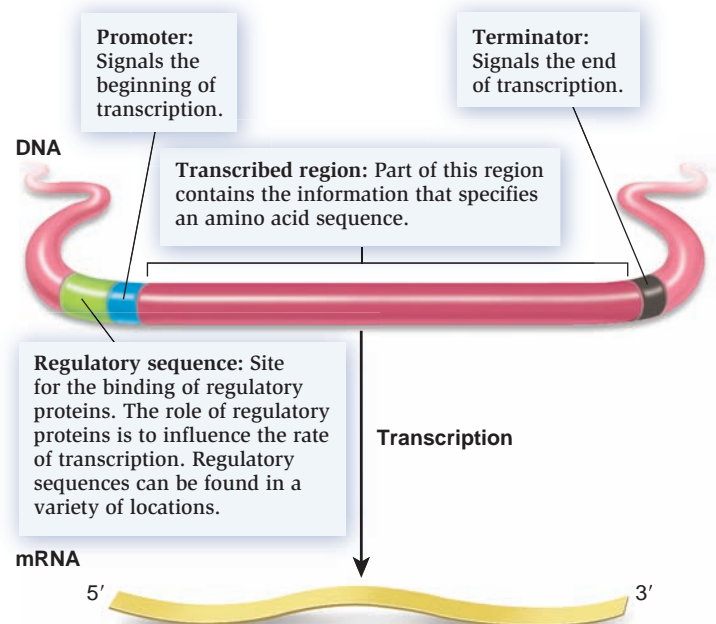 Promoter:
Signals the
beginning of
transcription.
Terminator:
Signals the end
of transcription.
DNA
Transcribed region: Part of this region
contains the information that specifies
an amino acid sequence.
Regulatory sequence: Site
for the binding of regulatory
proteins. The role of regulatory
proteins is to influence the rate
of transcription. Regulatory
sequences can be found in a
variety of locations.
Transcription
mRNA
5′
3′